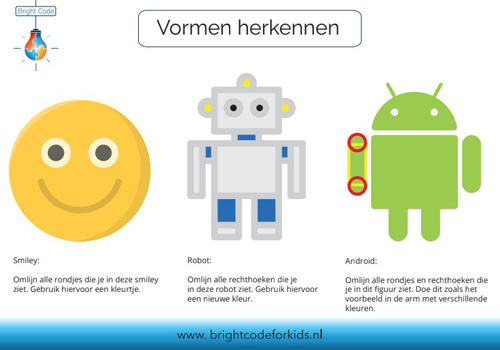 Bright Code
Vormen herkennen
Smiley:
Omlijn alle rondjes die je in deze smiley
ziet. Gebruik hiervoor een kleurtje.
Robot:
Omlijn alle rechthoeken die je
in deze robot ziet. Gebruik hiervoor
een nieuwe kleur.
Android:
Omlijn alle rondjes en rechthoeken die
je in dit figuur ziet. Doe dit zoals het
voorbeeld in de arm met verschillende
kleuren.
www. brightcodeforkids.nl